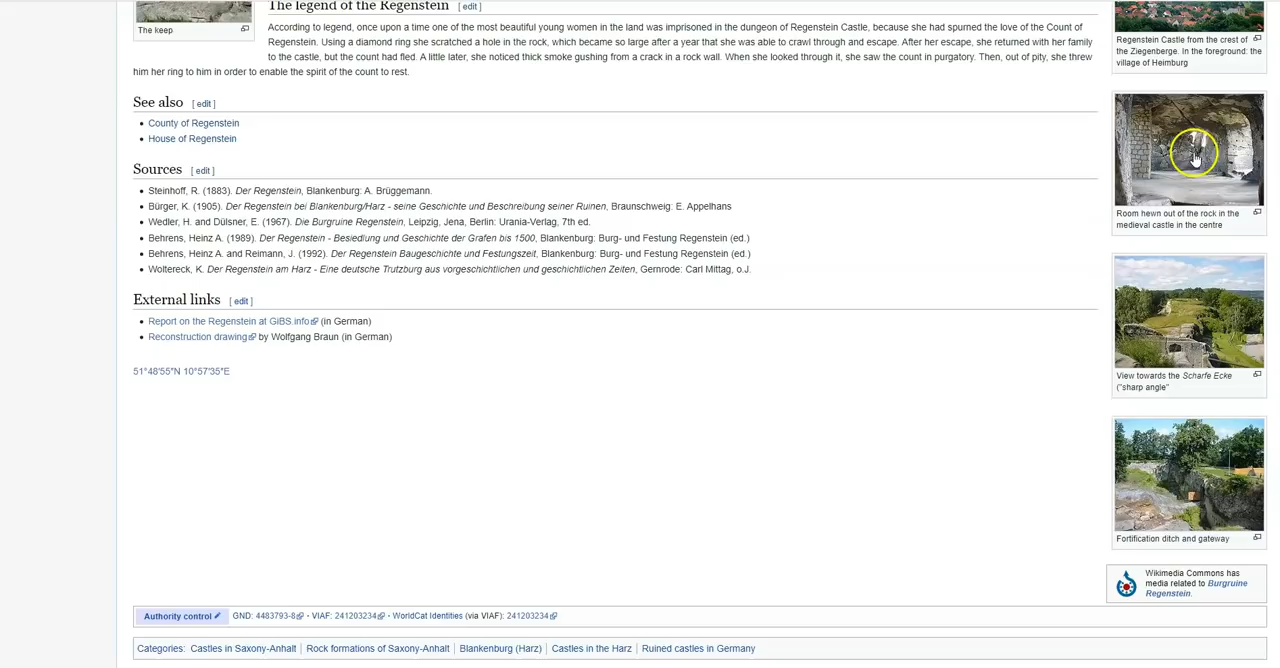 The legend of the Regenstein [ edit ]
The keep
According to legend, once upon a time one of the most beautiful young women in the land was imprisoned in the dungeon of Regenstein Castle, because she had spurned the love of the Count of
Regenstein. Using a diamond ring she scratched a hole in the rock, which became so large after a year that she was able to crawl through and escape. After her escape, she returned with her family
to the castle, but the count had fled. A little later, she noticed thick smoke gushing from a crack in a rock wall. When she looked through it, she saw the count in purgatory. Then, out of pity, she threw
him her ring to him in order to enable the spirit of the count to rest.
See also [ edit ]
• County of Regenstein
• House of Regenstein
Sources [ edit ]
• Steinhoff, R. (1883). Der Regenstein, Blankenburg: A. Brüggemann.
• Bürger, K. (1905). Der Regenstein bei Blankenburg/Harz - seine Geschichte und Beschreibung seiner Ruinen, Braunschweig: E. Appelhans
• Wedler, H. and Dülsner, E. (1967). Die Burgruine Regenstein, Leipzig, Jena, Berlin: Urania-Verlag, 7th ed.
• Behrens, Heinz A. (1989). Der Regenstein - Besiedlung und Geschichte der Grafen bis 1500, Blankenburg: Burg- und Festung Regenstein (ed.)
• Behrens, Heinz A. and Reimann, J. (1992). Der Regenstein Baugeschichte und Festungszeit, Blankenburg: Burg- und Festung Regenstein (ed.)
• Woltereck, K. Der Regenstein am Harz - Eine deutsche Trutzburg aus vorgeschichtlichen und geschichtlichen Zeiten, Gernrode: Carl Mittag, o.J.
External links [ edit ]
• Report on the Regenstein at GiBS.info (in German)
• Reconstruction drawing by Wolfgang Braun (in German)
51°48′55″N 10°57′35″E
Regenstein Castle from the crest of
the Ziegenberge. In the foreground: the
village of Heimburg
Room hewn out of the rock in the
medieval castle in the centre
View towards the Scharfe Ecke
("sharp angle"
Fortification ditch and gateway
Wikimedia Commons has
media related to Burgruine
Regenstein.
Authority control GND: 4483793-8 · VIAF: 241203234 · WorldCat Identities (via VIAF): 241203234
Categories: Castles in Saxony-Anhalt | Rock formations of Saxony-Anhalt | Blankenburg (Harz) | Castles in the Harz | Ruined castles in Germany